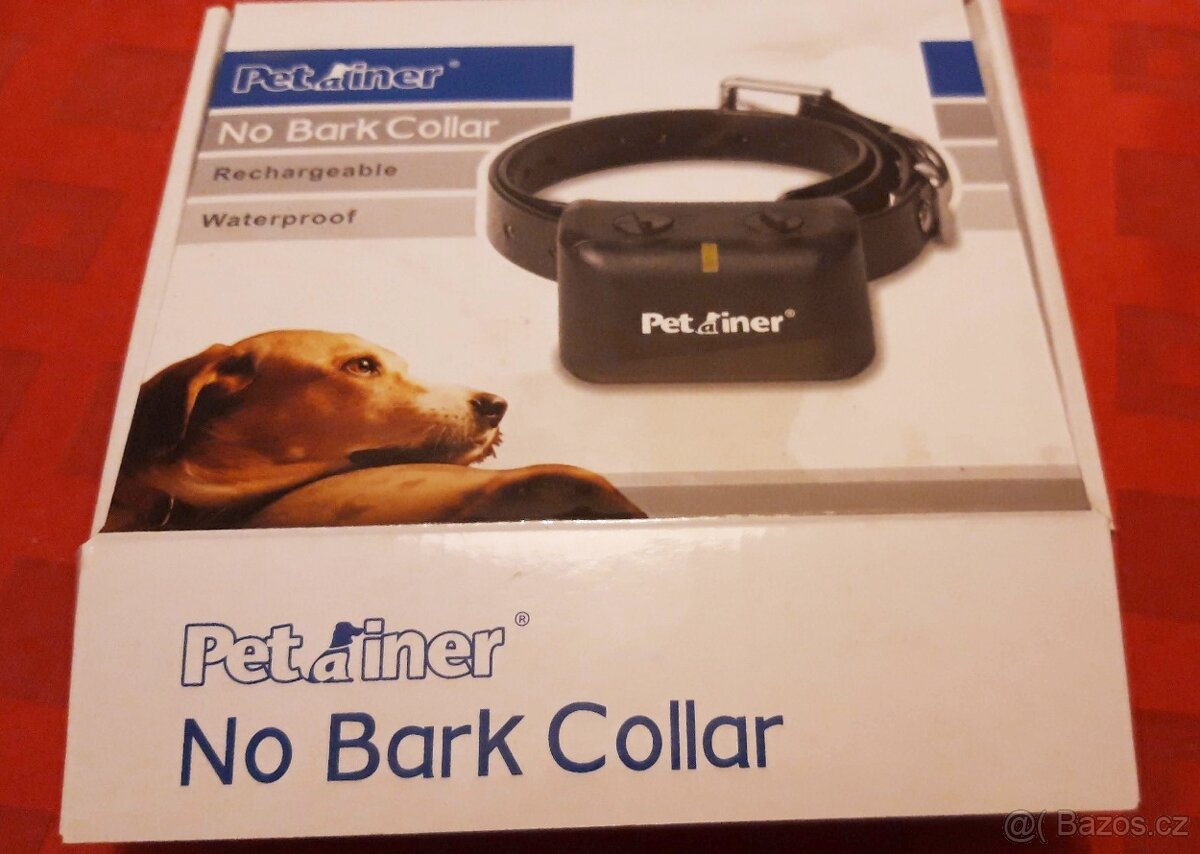 Petainer®
No Bark Collar
Rechargeable
Waterproof
Petainer®
Petainer®
No Bark Collar
@( Bazos.cz